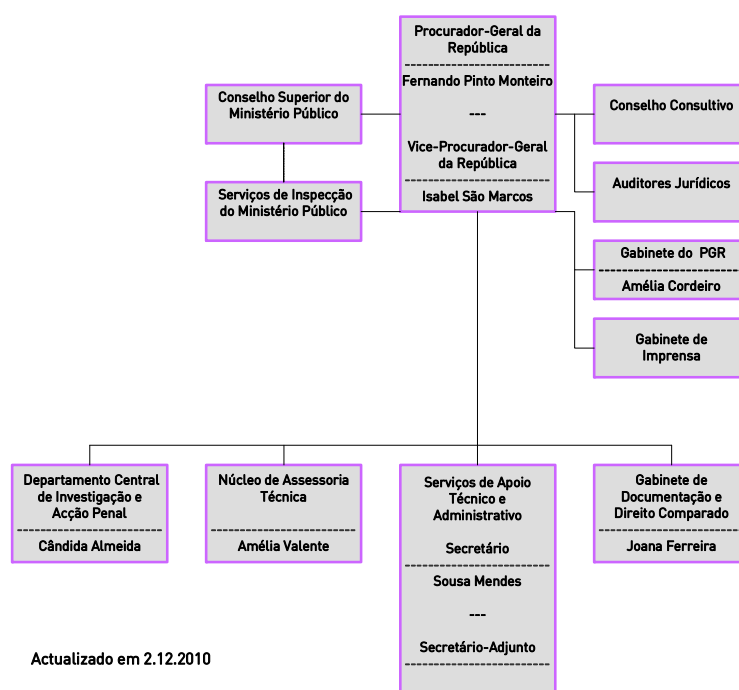 Procurador-Geral da
República
Fernando Pinto Monteiro
---
Vice-Procurador-Geral
da República
Isabel São Marcos
Conselho Superior do
Ministério Público
Serviços de Inspecção
do Ministério Público
Conselho Consultivo
Auditores Jurídicos
Gabinete do PGR
Amélia Cordeiro
Gabinete de
Imprensa
Departamento Central
de Investigação e
Acção Penal
Cândida Almeida
Núcleo de Assessoria
Técnica
Amélia Valente
Serviços de Apoio
Técnico e
Administrativo
Secretário
Sousa Mendes
---
Secretário-Adjunto
Gabinete de
Documentação e
Direito Comparado
Joana Ferreira
Actualizado em 2.12.2010